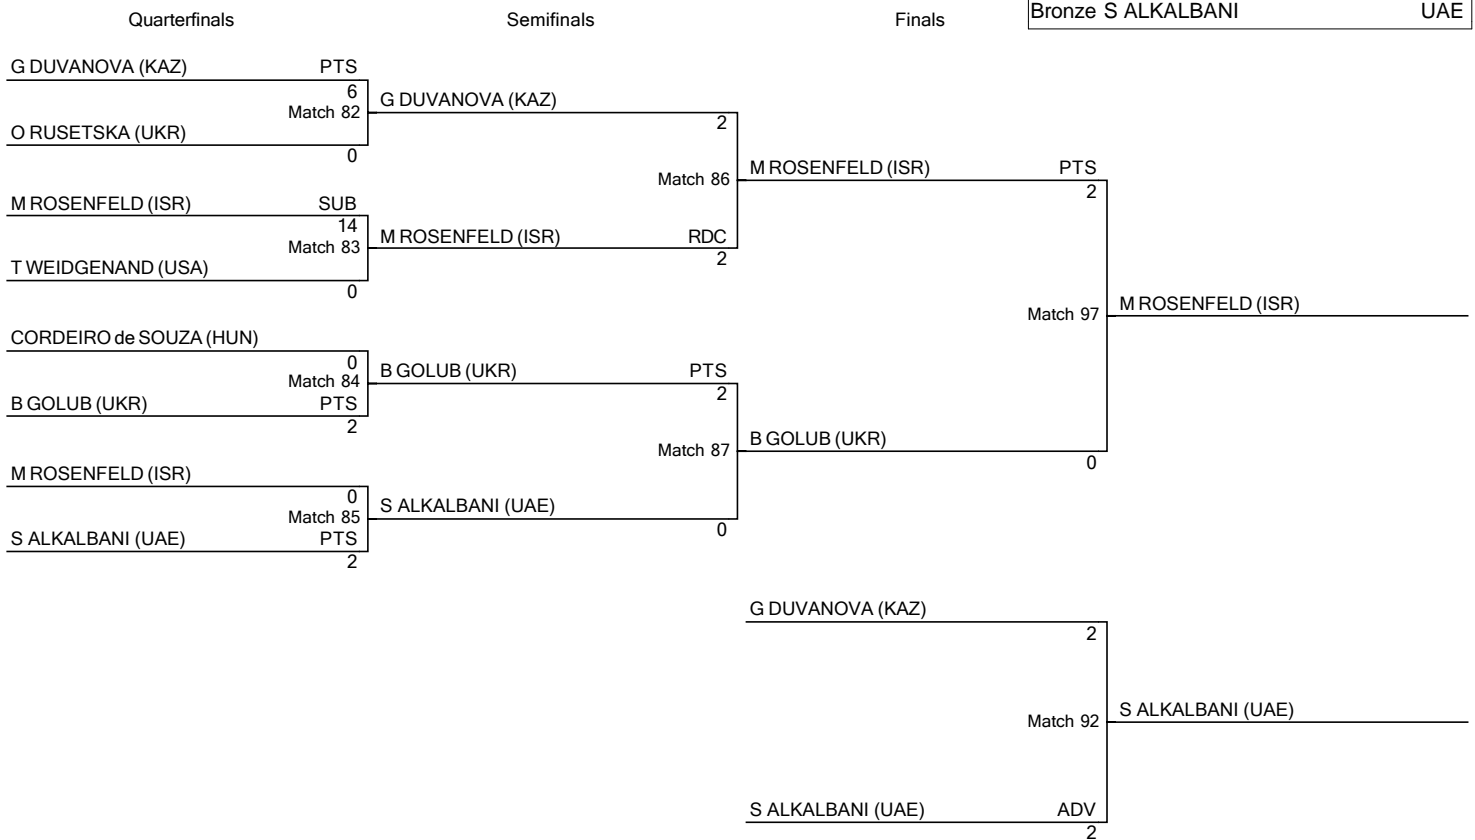 Bronze S ALKALBANI UAE
Quarterfinals Semifinals Finals
G DUVANOVA (KAZ) PTS
6
Match 82
O RUSETSKA (UKR)
0
M ROSENFELD (ISR) SUB
14
Match 83
T WEIDGENAND (USA)
0
CORDEIRO de SOUZA (HUN)
0
Match 84
B GOLUB (UKR) PTS
2
M ROSENFELD (ISR)
0
Match 85
S ALKALBANI (UAE) PTS
2
G DUVANOVA (KAZ)
2
Match 86
M ROSENFELD (ISR) RDC
2
B GOLUB (UKR) PTS
2
Match 87
S ALKALBANI (UAE)
0
M ROSENFELD (ISR) PTS
2
Match 97
B GOLUB (UKR)
0
M ROSENFELD (ISR)
G DUVANOVA (KAZ)
2
Match 92
S ALKALBANI (UAE)
S ALKALBANI (UAE) ADV
2